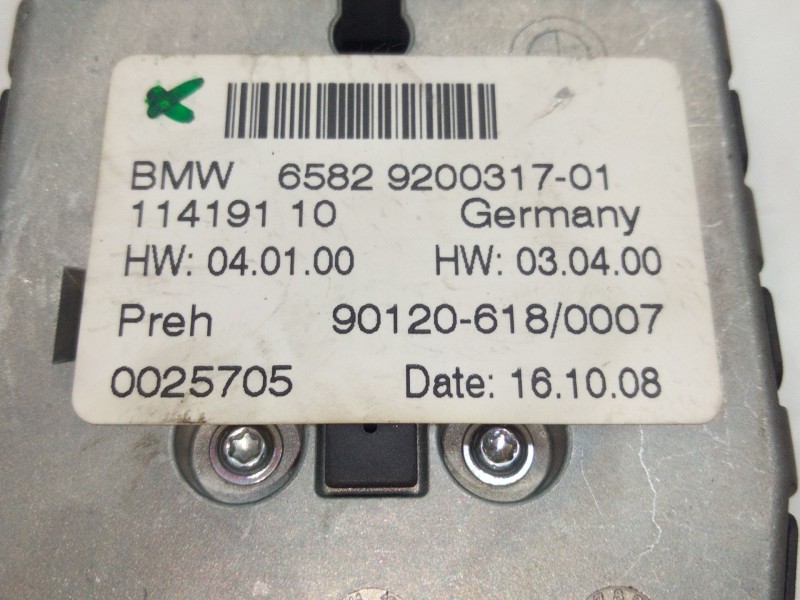 BMW 6582 9200317-01
114191 10 Germany
HW: 04.01.00 HW: 03.04.00
Preh 90120-618/0007
0025705 Date: 16.10.08